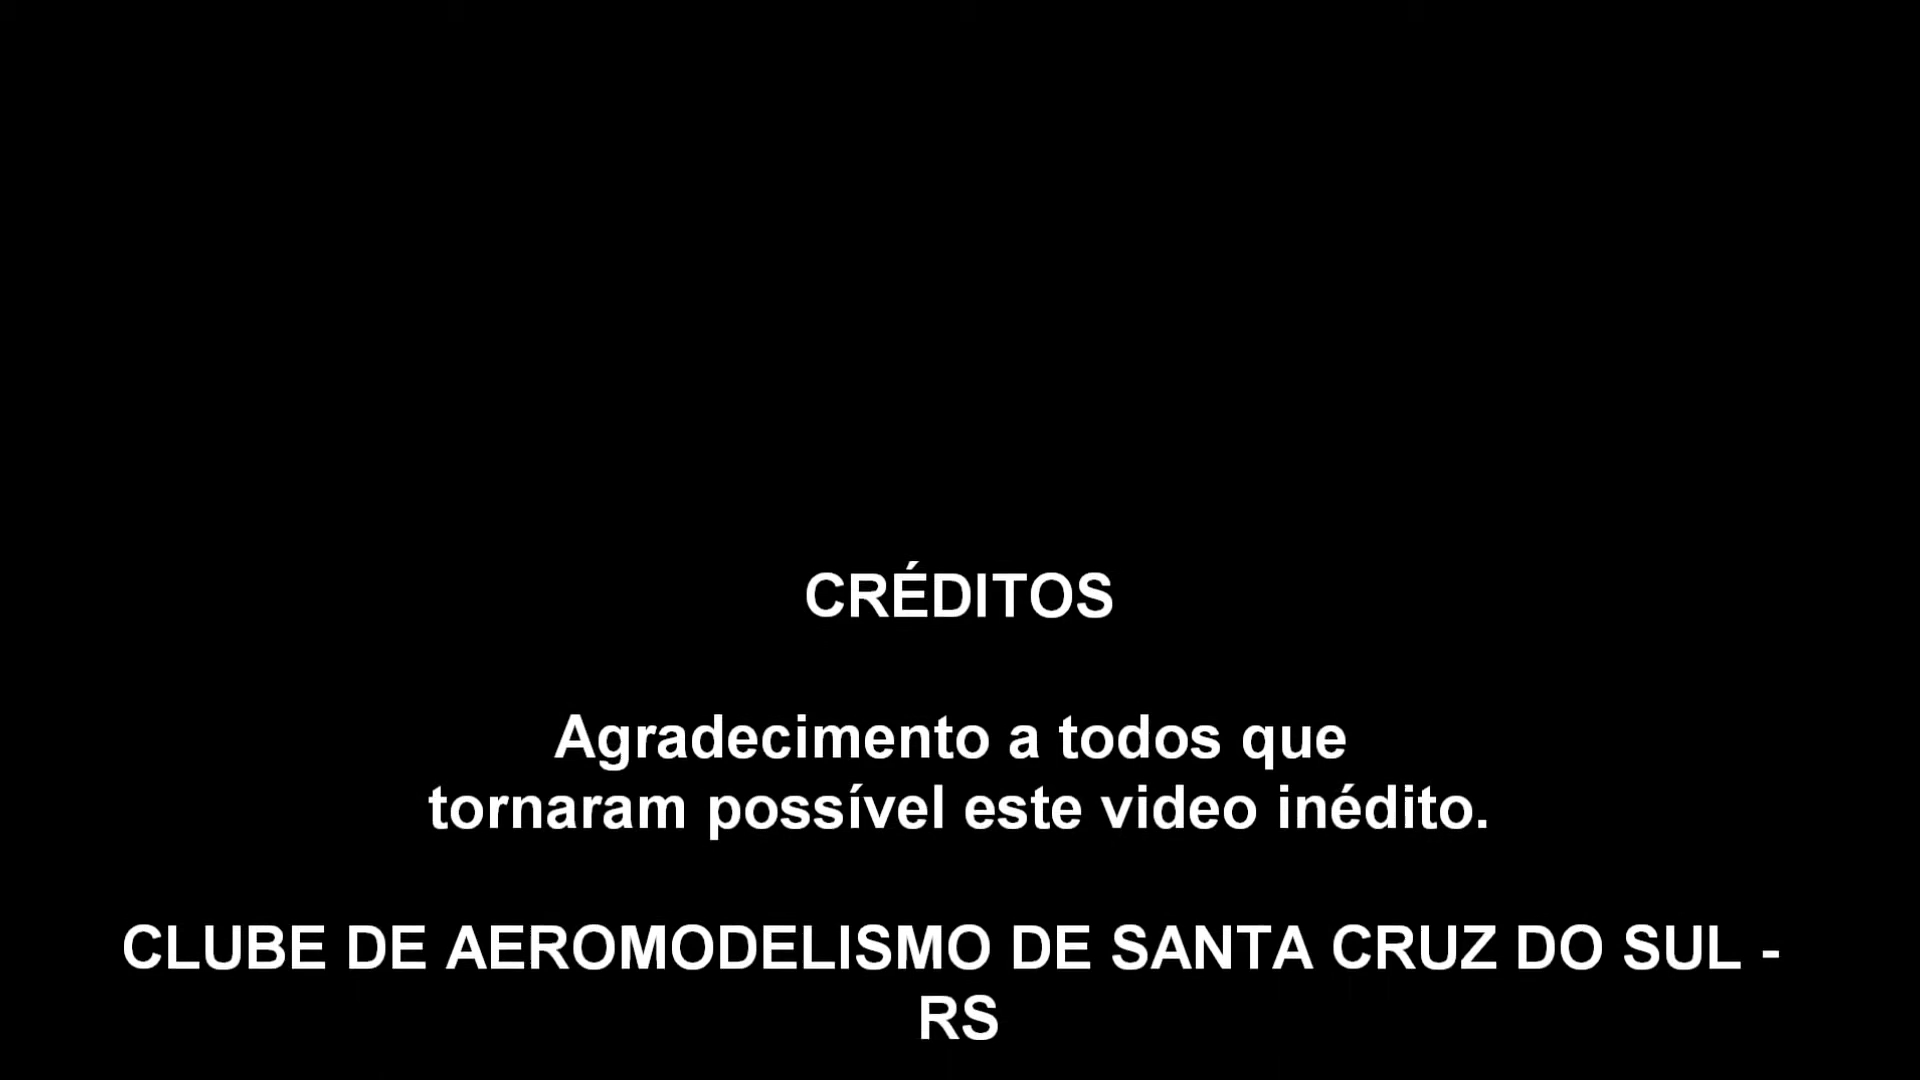 CRÉDITOS
Agradecimento a todos que
tornaram possível este video inédito.
CLUBE DE AEROMODELISMO DE SANTA CRUZ DO SUL -
RS